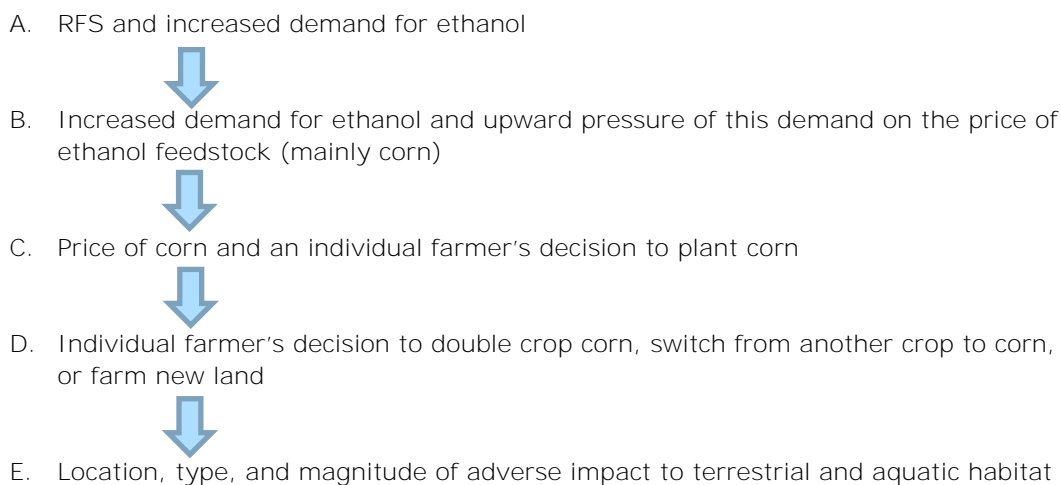 A. RFS and increased demand for ethanol
B. Increased demand for ethanol and upward pressure of this demand on the price of
ethanol feedstock (mainly corn)
C. Price of corn and an individual farmer’s decision to plant corn
D. Individual farmer’s decision to double crop corn, switch from another crop to corn,
or farm new land
E. Location, type, and magnitude of adverse impact to terrestrial and aquatic habitat